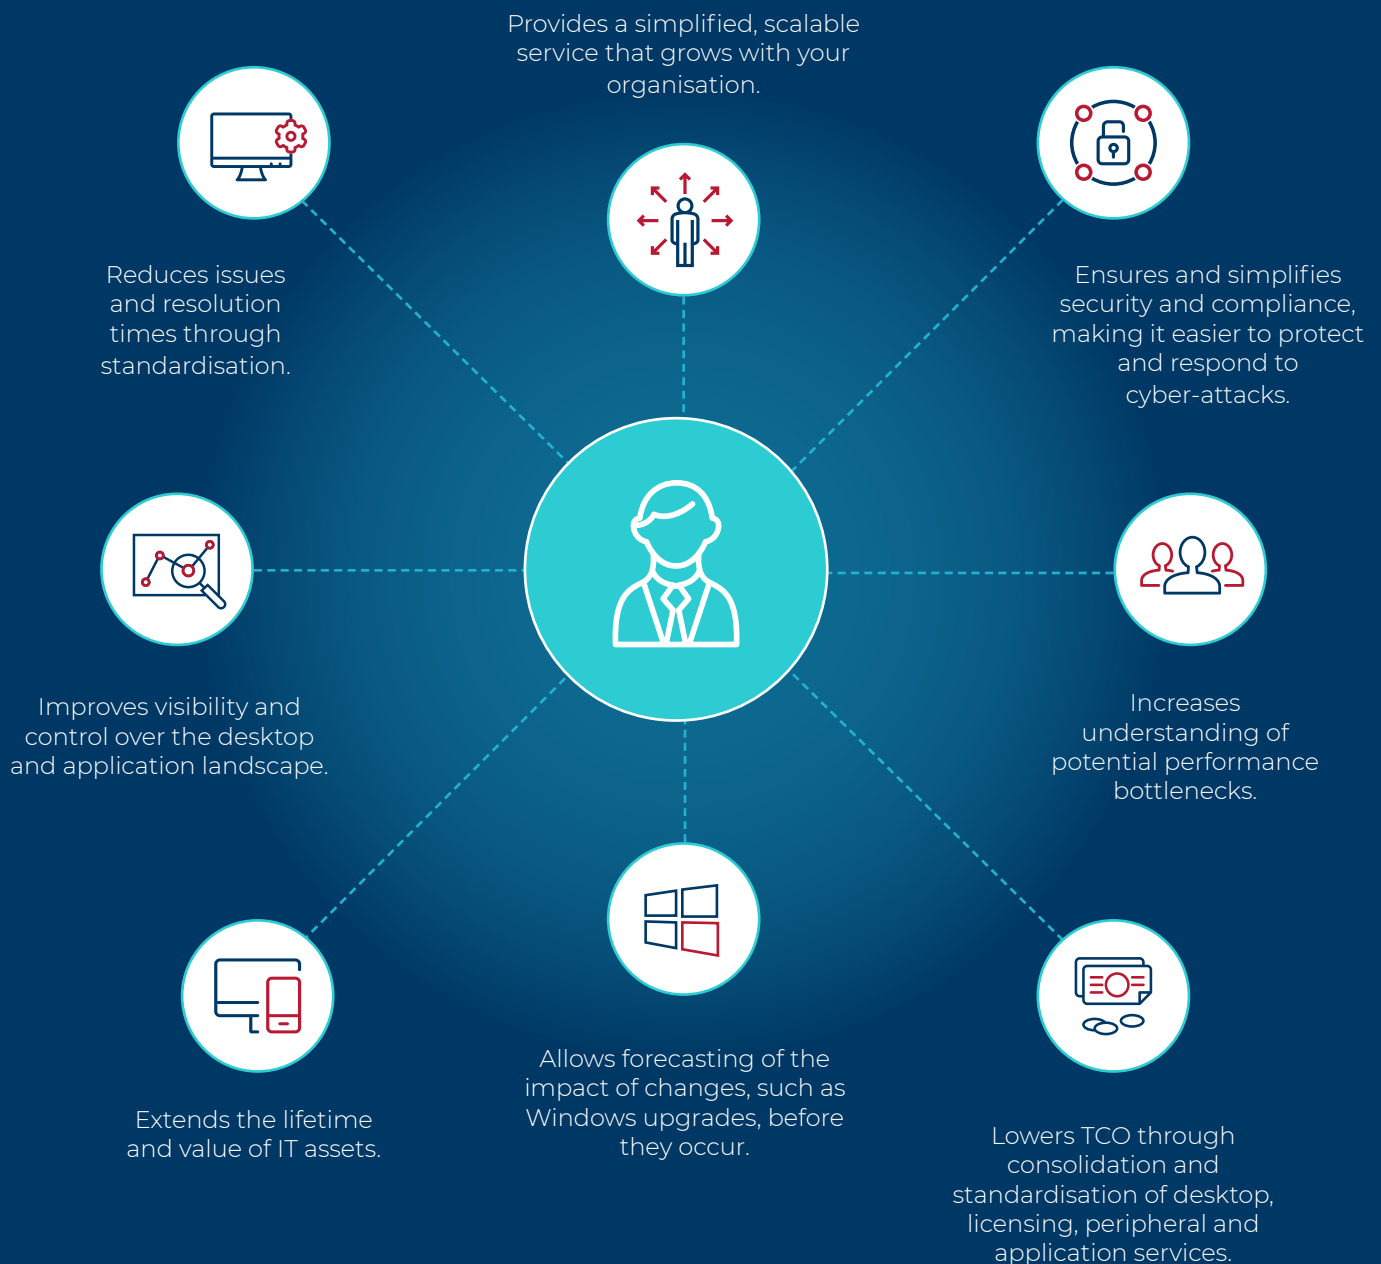 Provides a simplified, scalable
service that grows with your
organisation.
Reduces issues
and resolution
times through
standardisation.
Ensures and simplifies
security and compliance,
making it easier to protect
and respond to
cyber-attacks.
Improves visibility and
control over the desktop
and application landscape.
Increases
understanding of
potential performance
bottlenecks.
Extends the lifetime
and value of IT assets.
Allows forecasting of the
impact of changes, such as
Windows upgrades, before
they occur.
Lowers TCO through
consolidation and
standardisation of desktop,
licensing, peripheral and
application services.